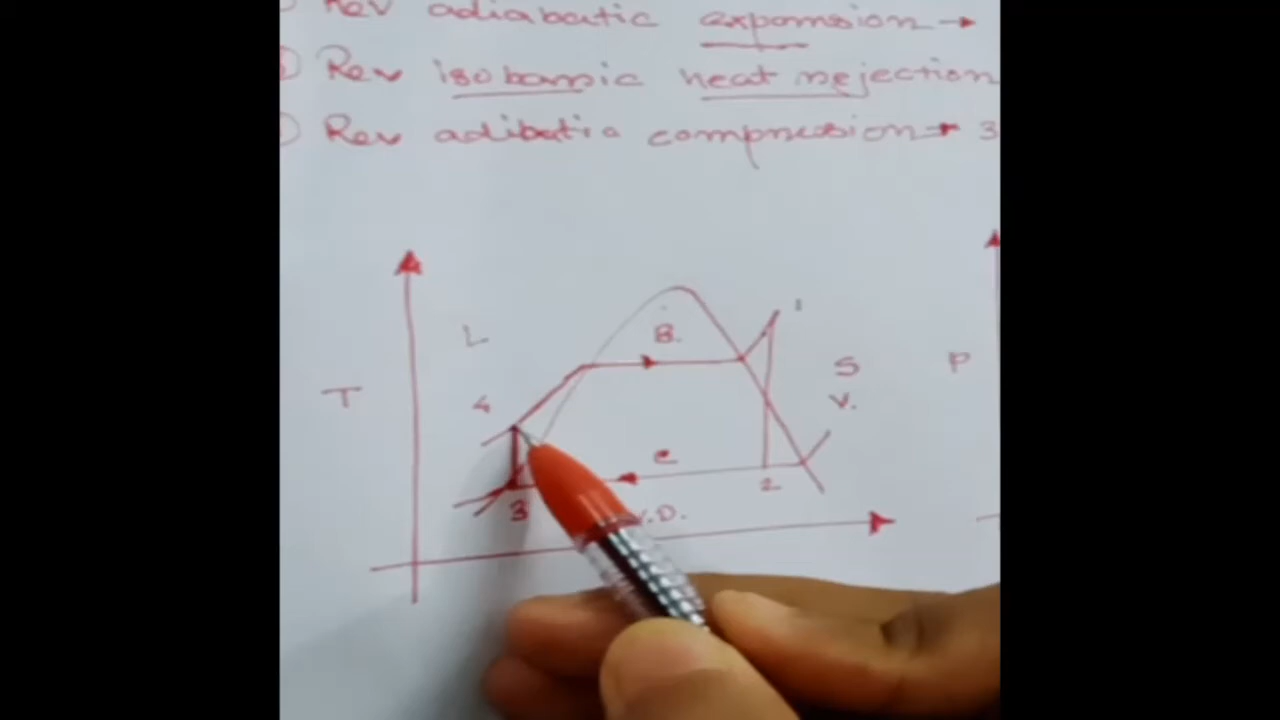 Rev adiabatic expansion →
Rev isobaric heat rejection
Rev adibatic compression → 3
L
B.
1
T
4
S
V.
P
C
2
3
V.D.